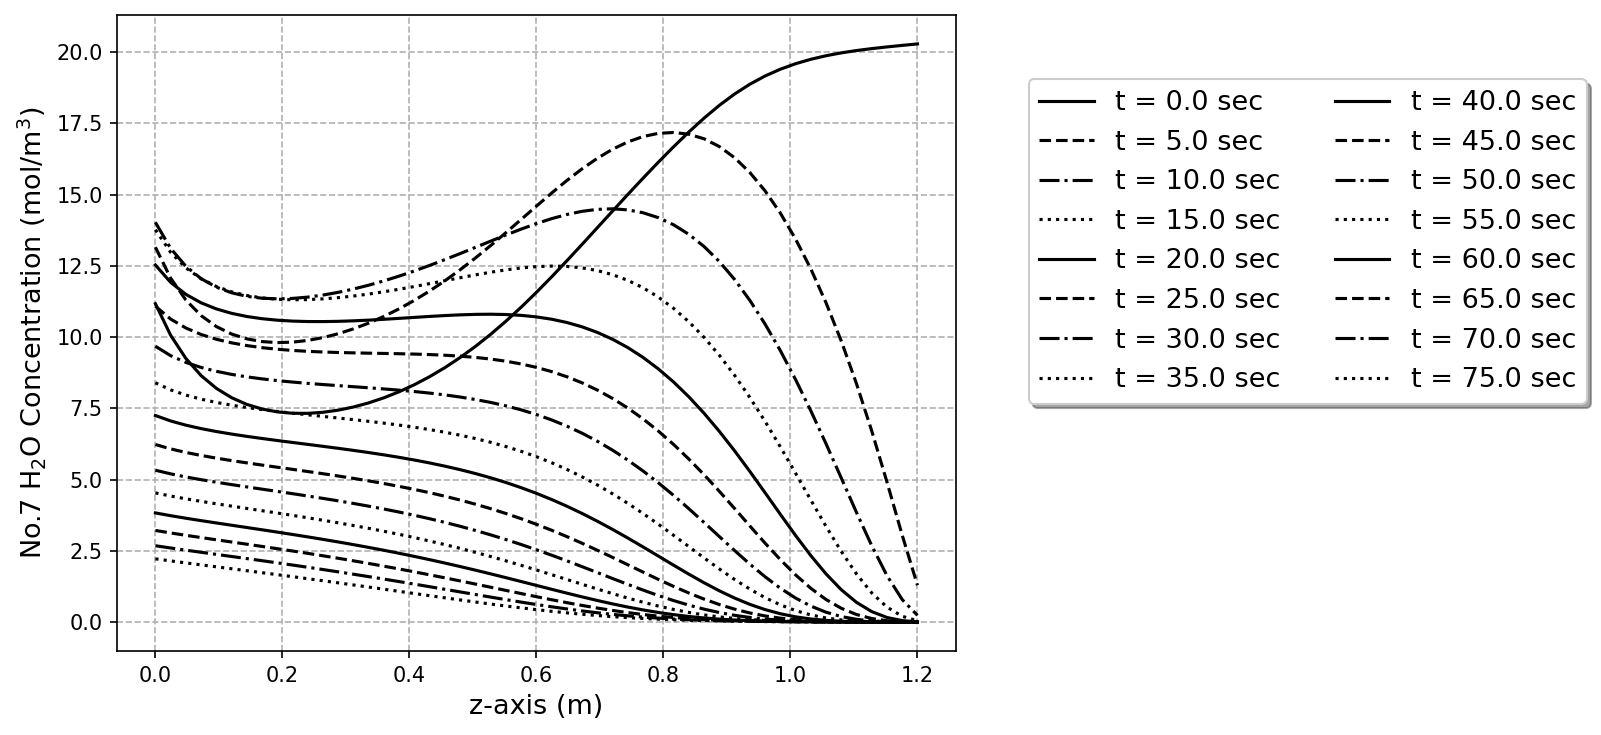 20.0
17.5
15.0
12.5
10.0
7.5
5.0
2.5
0.0
No.7 H₂O Concentration (mol/m³)
0.0 0.2 0.4 0.6 0.8 1.0 1.2
z-axis (m)
t = 0.0 sec
t = 5.0 sec
t = 10.0 sec
t = 15.0 sec
t = 20.0 sec
t = 25.0 sec
t = 30.0 sec
t = 35.0 sec
t = 40.0 sec
t = 45.0 sec
t = 50.0 sec
t = 55.0 sec
t = 60.0 sec
t = 65.0 sec
t = 70.0 sec
t = 75.0 sec